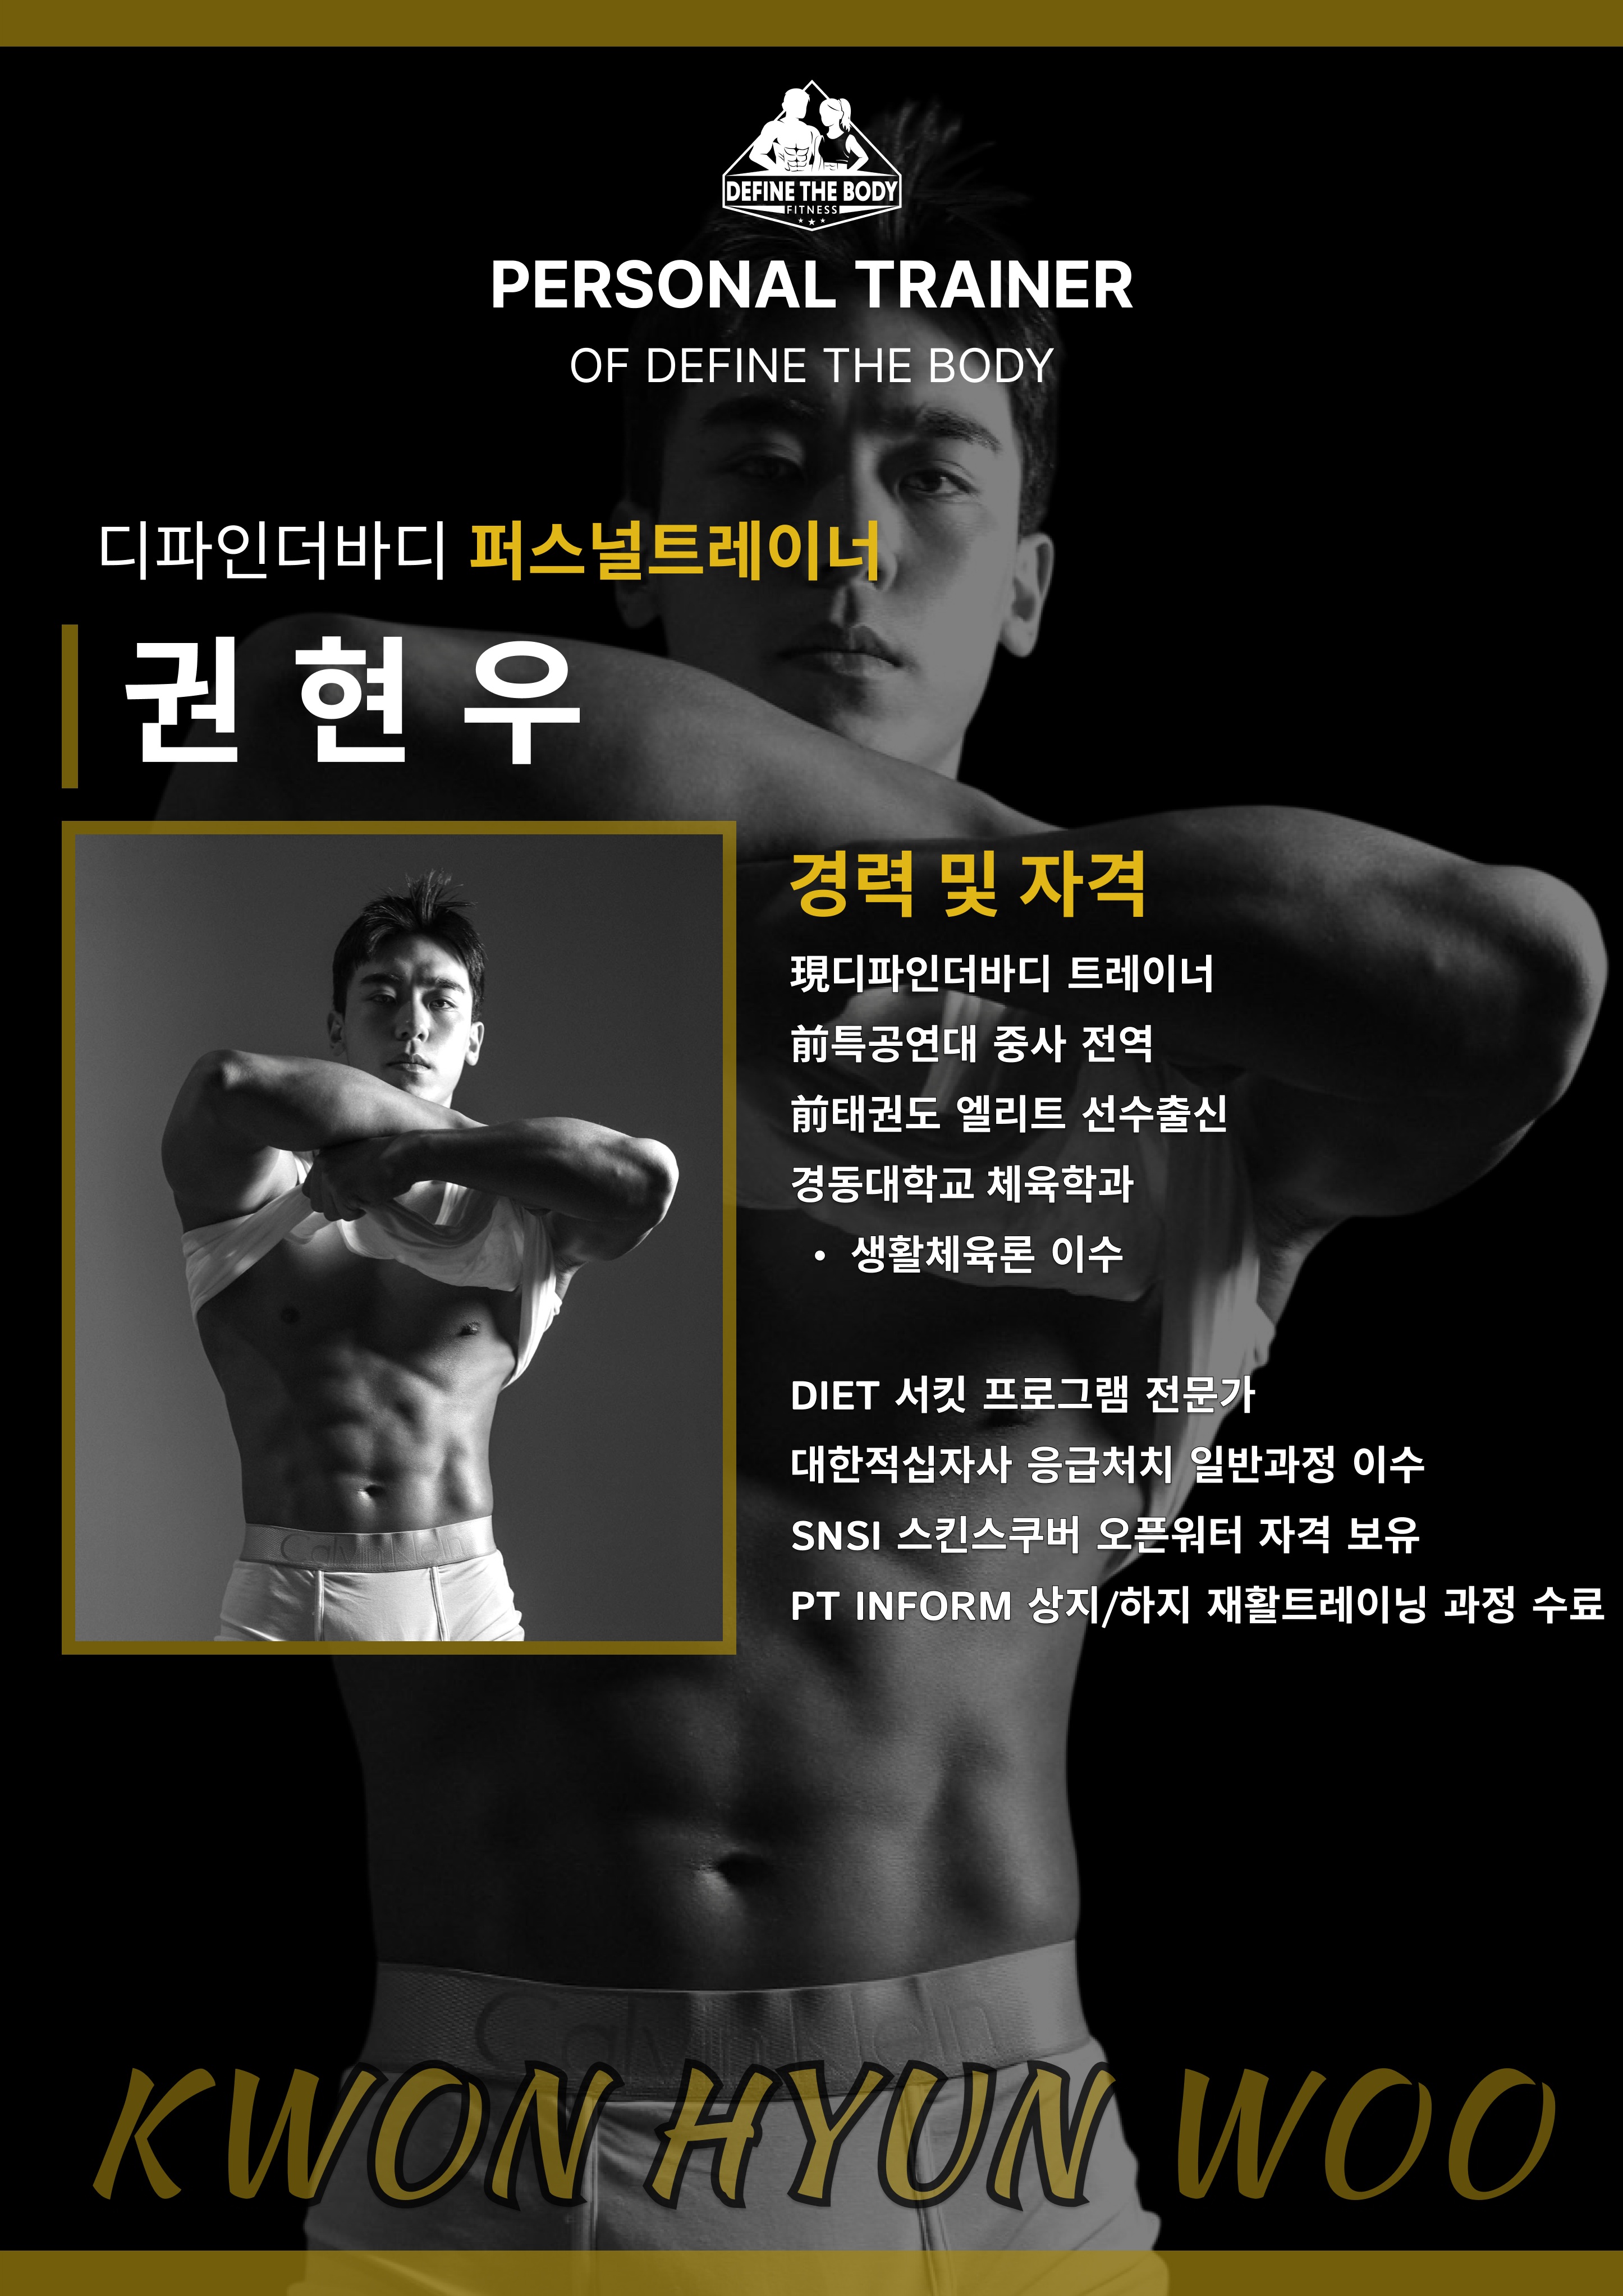 DEFINE THE BODY
FITNESS
PERSONAL TRAINER
OF DEFINE THE BODY
디파인더바디 퍼스널트레이너
권현우
경력 및 자격
現디파인더바디 트레이너
前특공연대 중사 전역
前태권도 엘리트 선수출신
경동대학교 체육학과
• 생활체육론 이수
DIET 서킷 프로그램 전문가
대한적십자사 응급처치 일반과정 이수
SNSI 스킨스쿠버 오픈워터 자격 보유
PT INFORM 상지/하지 재활트레이닝 과정 수료
Calvin Klein
Calvin Klein
KWON HYUN WOO